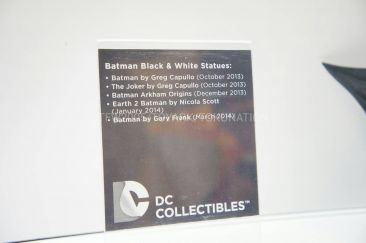 Batman Black & White Statues:
• Batman by Greg Capullo (October 2013)
• The Joker by Greg Capullo (October 2013)
• Batman Arkham Origins (December 2013)
• Earth 2 Batman by Nicola Scott
(January 2014)
• Batman by Gary Frank (March 2014)
DC
COLLECTIBLES™